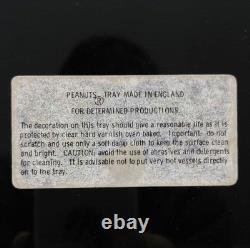 PEANUTS TRAY MADE IN ENGLAND
®
FOR DETERMINED PRODUCTIONS.
The decoration on this tray should give a reasonable life as it is
protected by clear hard varnish oven baked. Important- do not
scratch and use only a soft damp cloth to keep the surface clean
and bright. CAUTION: avoid the use of abrasives and detergents
for cleaning. It is advisable not to put very hot vessels directly
on to the tray.
© 122